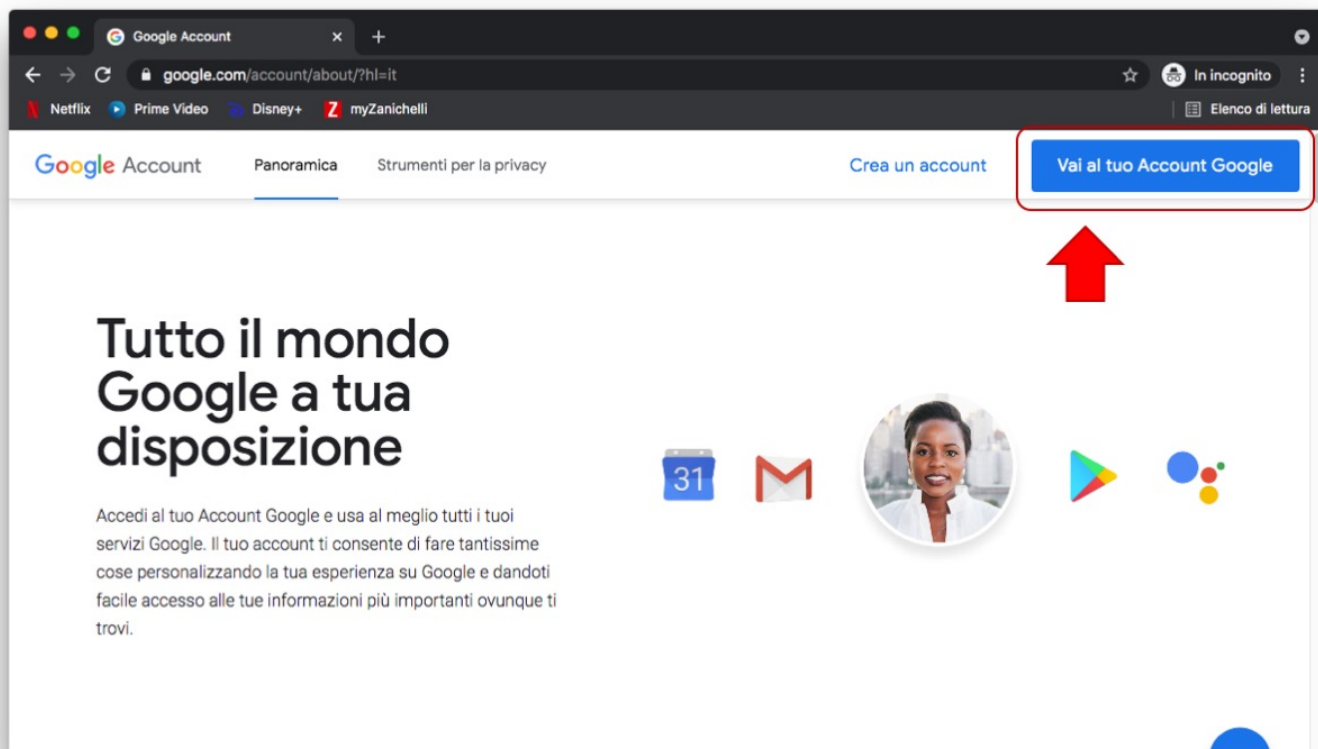 Google Account
google.com/account/about/?hl=it
In incognito
Netflix
Prime Video
Disney+
Z myZanichelli
Elenco di lettura
Google Account
Panoramica
Strumenti per la privacy
Crea un account
Vai al tuo Account Google
Tutto il mondo
Google a tua
disposizione
31
Accedi al tuo Account Google e usa al meglio tutti i tuoi
servizi Google. Il tuo account ti consente di fare tantissime
cose personalizzando la tua esperienza su Google e dandoti
facile accesso alle tue informazioni più importanti ovunque ti
trovi.